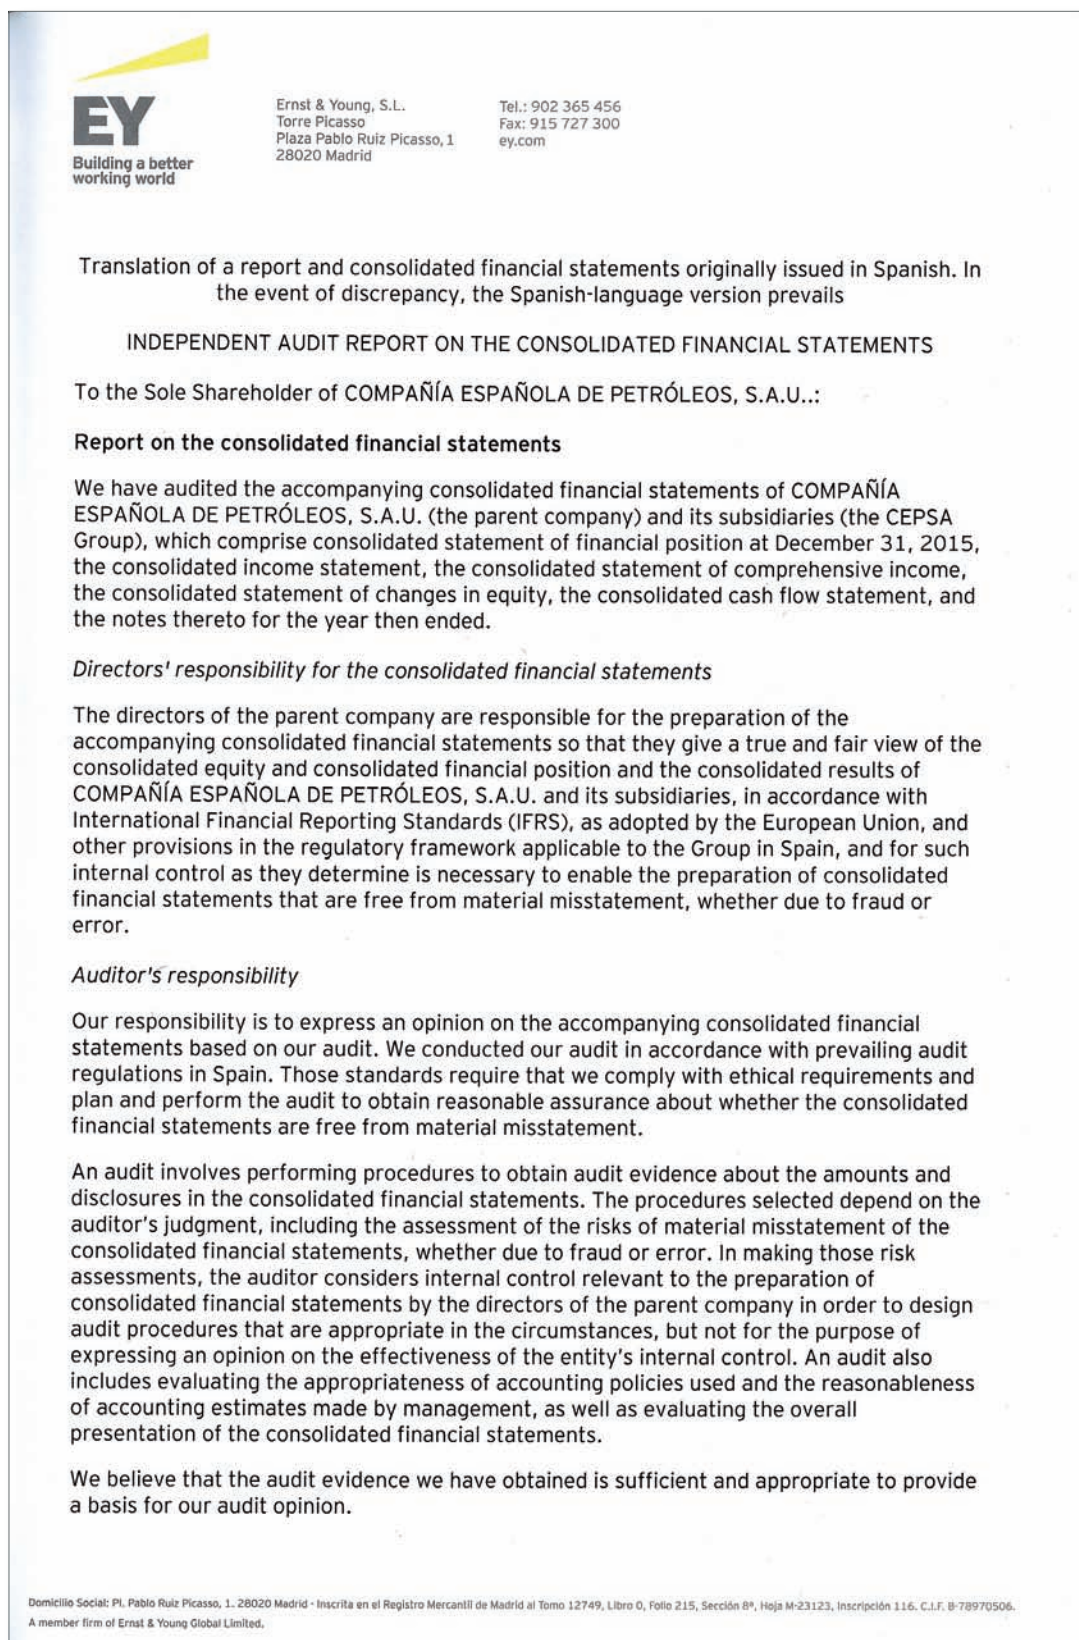 EY
Building a better
working world
Ernst & Young, S.L.
Torre Picasso
Plaza Pablo Ruiz Picasso, 1
28020 Madrid
Tel.: 902 365 456
Fax: 915 727 300
ey.com
Translation of a report and consolidated financial statements originally issued in Spanish. In
the event of discrepancy, the Spanish-language version prevails
INDEPENDENT AUDIT REPORT ON THE CONSOLIDATED FINANCIAL STATEMENTS
To the Sole Shareholder of COMPAÑÍA ESPAÑOLA DE PETRÓLEOS, S.A.U..:
Report on the consolidated financial statements
We have audited the accompanying consolidated financial statements of COMPAÑÍA
ESPAÑOLA DE PETRÓLEOS, S.A.U. (the parent company) and its subsidiaries (the CEPSA
Group), which comprise consolidated statement of financial position at December 31, 2015,
the consolidated income statement, the consolidated statement of comprehensive income,
the consolidated statement of changes in equity, the consolidated cash flow statement, and
the notes thereto for the year then ended.
Directors' responsibility for the consolidated financial statements
The directors of the parent company are responsible for the preparation of the
accompanying consolidated financial statements so that they give a true and fair view of the
consolidated equity and consolidated financial position and the consolidated results of
COMPAÑÍA ESPAÑOLA DE PETRÓLEOS, S.A.U. and its subsidiaries, in accordance with
International Financial Reporting Standards (IFRS), as adopted by the European Union, and
other provisions in the regulatory framework applicable to the Group in Spain, and for such
internal control as they determine is necessary to enable the preparation of consolidated
financial statements that are free from material misstatement, whether due to fraud or
error.
Auditor's responsibility
Our responsibility is to express an opinion on the accompanying consolidated financial
statements based on our audit. We conducted our audit in accordance with prevailing audit
regulations in Spain. Those standards require that we comply with ethical requirements and
plan and perform the audit to obtain reasonable assurance about whether the consolidated
financial statements are free from material misstatement.
An audit involves performing procedures to obtain audit evidence about the amounts and
disclosures in the consolidated financial statements. The procedures selected depend on the
auditor's judgment, including the assessment of the risks of material misstatement of the
consolidated financial statements, whether due to fraud or error. In making those risk
assessments, the auditor considers internal control relevant to the preparation of
consolidated financial statements by the directors of the parent company in order to design
audit procedures that are appropriate in the circumstances, but not for the purpose of
expressing an opinion on the effectiveness of the entity's internal control. An audit also
includes evaluating the appropriateness of accounting policies used and the reasonableness
of accounting estimates made by management, as well as evaluating the overall
presentation of the consolidated financial statements.
We believe that the audit evidence we have obtained is sufficient and appropriate to provide
a basis for our audit opinion.
Domicilio Social: Pl. Pablo Ruiz Picasso, 1. 28020 Madrid - Inscrita en el Registro Mercantil de Madrid al Tomo 12749, Libro 0, Folio 215, Sección 8ª, Hoja M-23123, Inscripción 116. C.I.F. B-78970506.
A member firm of Ernst & Young Global Limited.